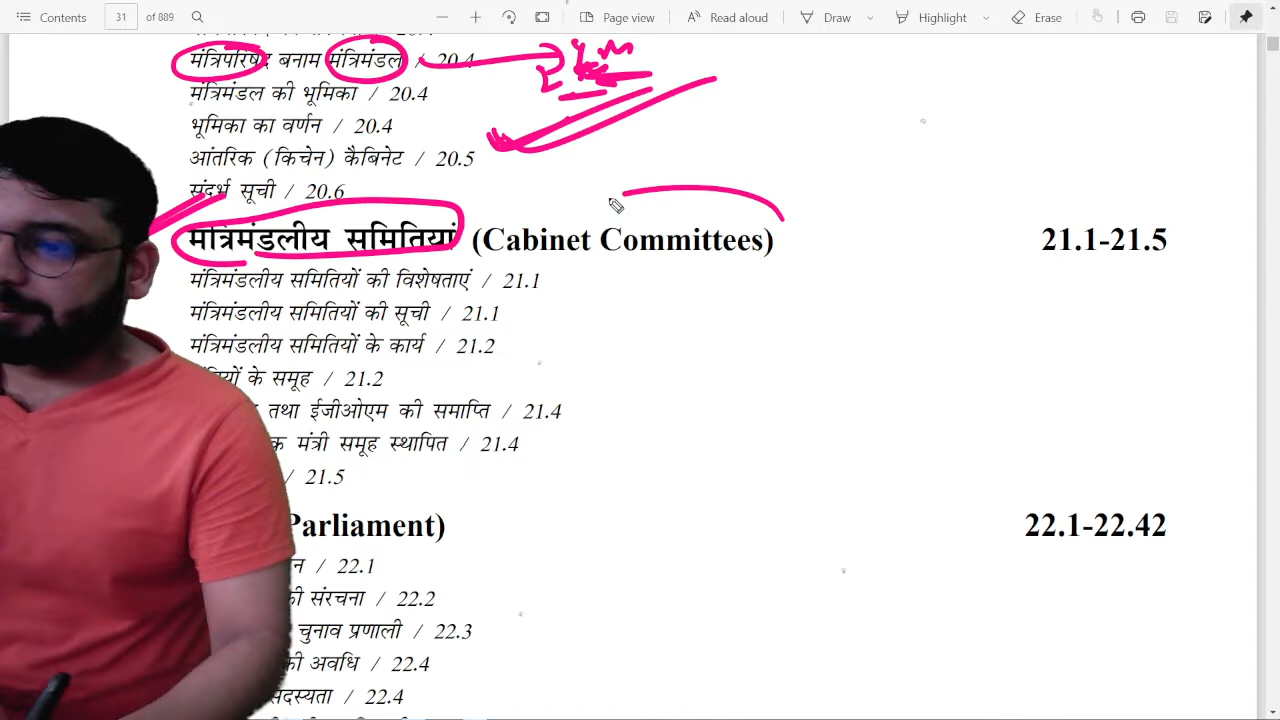 Contents 31 of 889 Page view Read aloud Draw Highlight Erase
मंत्रिपरिषद बनाम मंत्रिमंडल / 20.4
मंत्रिमंडल की भूमिका / 20.4
भूमिका का वर्णन / 20.4
आंतरिक (किचेन) कैबिनेट / 20.5
संदर्भ सूची / 20.6
मंत्रिमंडलीय समितियां (Cabinet Committees) 21.1-21.5
मंत्रिमंडलीय समितियों की विशेषताएं / 21.1
मंत्रिमंडलीय समितियों की सूची / 21.1
मंत्रिमंडलीय समितियों के कार्य / 21.2
के समूह / 21.2
तथा ईजीओएम की समाप्ति / 21.4
मंत्री समूह स्थापित / 21.4
/ 21.5
Parliament) 22.1-22.42
/ 22.1
की संरचना / 22.2
चुनाव प्रणाली / 22.3
की अवधि / 22.4
सदस्यता / 22.4